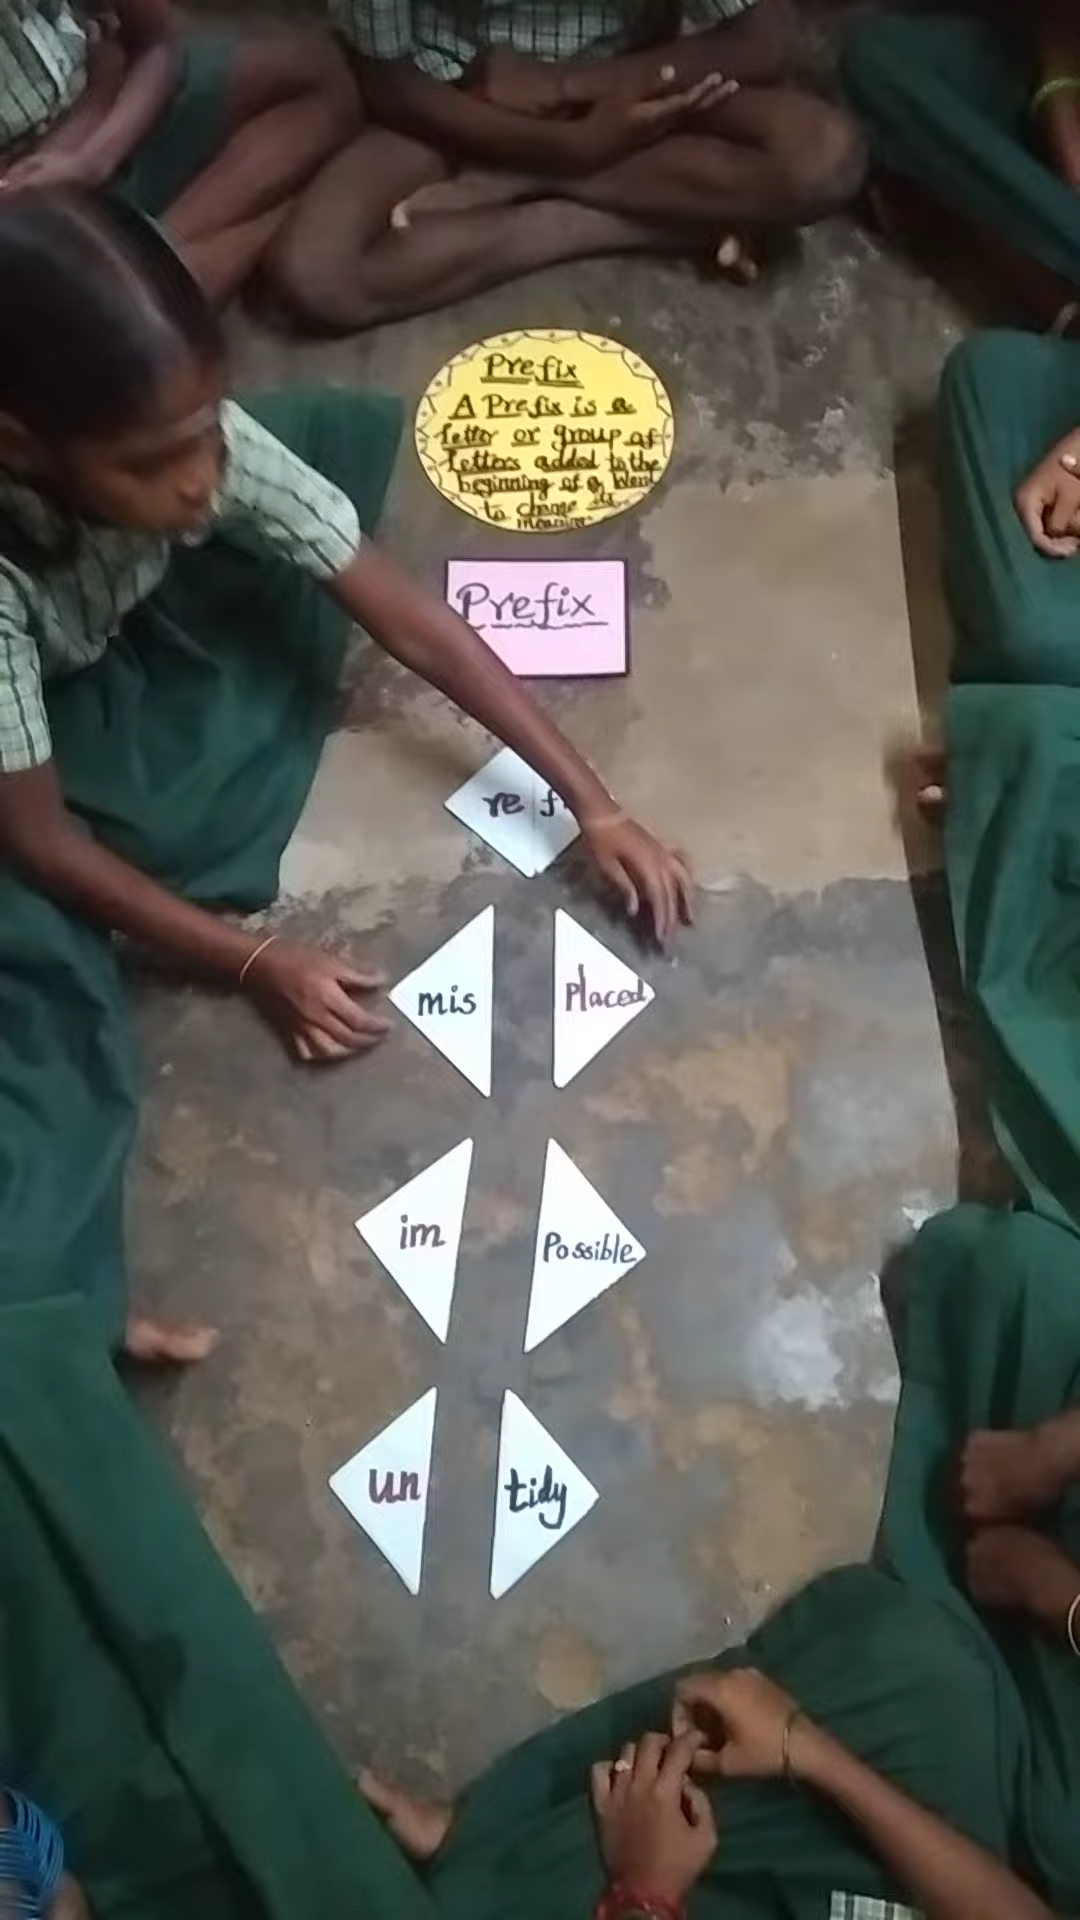 Prefix
A Prefix is a
letter or group of
letters added to the
beginning of a Word
to change its
meaning.
Prefix
re
mis Placed
im Possible
un tidy